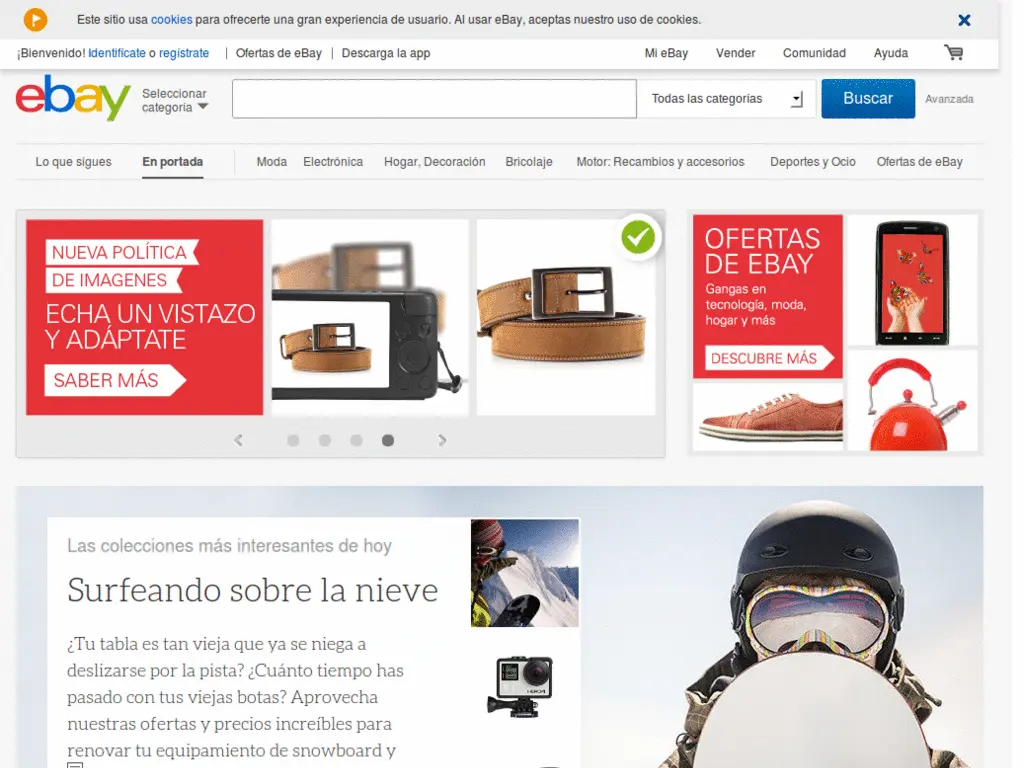 Este sitio usa cookies para ofrecerte una gran experiencia de usuario. Al usar eBay, aceptas nuestro uso de cookies.
¡Bienvenido! Identifícate o regístrate | Ofertas de eBay | Descarga la app Mi eBay Vender Comunidad Ayuda
ebay
Seleccionar
categoría
Todas las categorías
Buscar
Avanzada
Lo que sigues En portada Moda Electrónica Hogar, Decoración Bricolaje Motor: Recambios y accesorios Deportes y Ocio Ofertas de eBay
NUEVA POLÍTICA
DE IMAGENES
ECHA UN VISTAZO
Y ADÁPTATE
SABER MÁS
OFERTAS
DE EBAY
Gangas en
tecnología, moda,
hogar y más
DESCUBRE MÁS
Las colecciones más interesantes de hoy
Surfeando sobre la nieve
¿Tu tabla es tan vieja que ya se niega a
deslizarse por la pista? ¿Cuánto tiempo has
pasado con tus viejas botas? Aprovecha
nuestras ofertas y precios increíbles para
renovar tu equipamiento de snowboard y